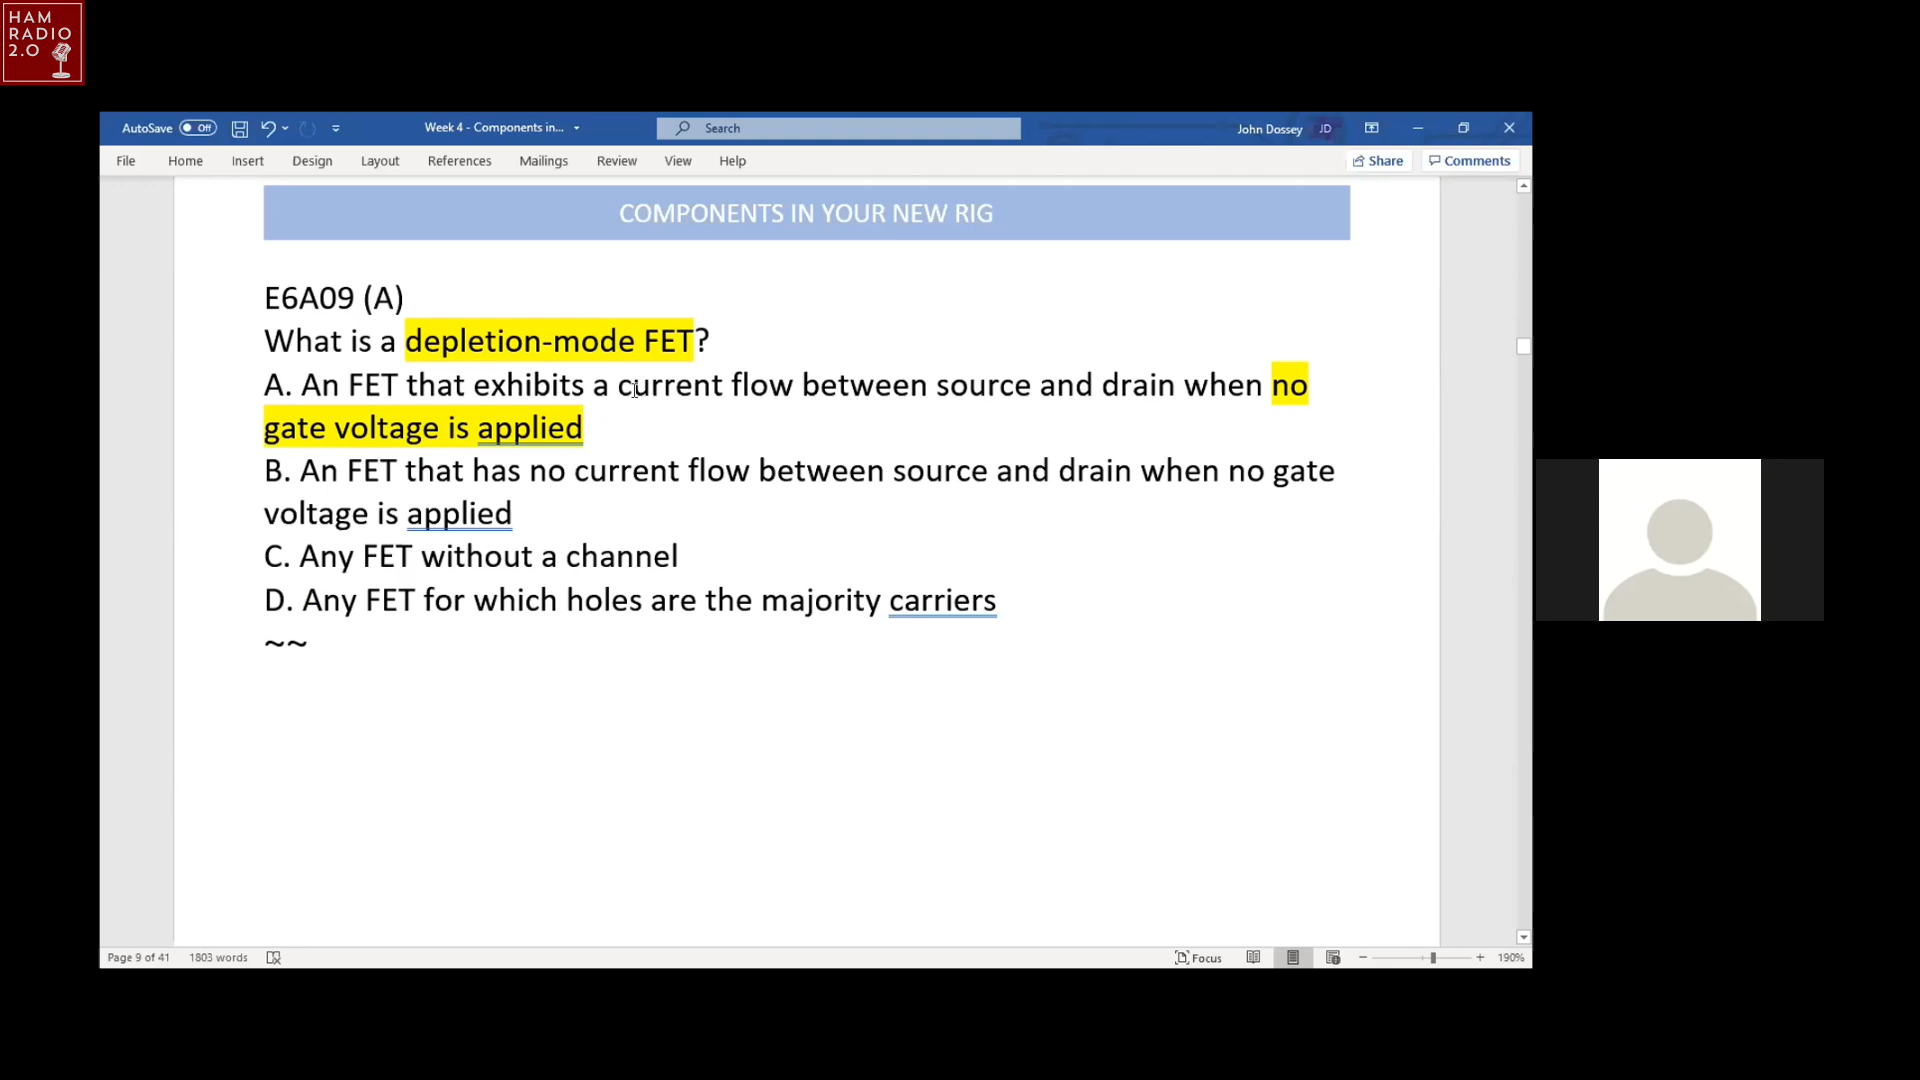 HAM
RADIO
2.0
AutoSave Off Week 4 - Components in... Search John Dossey JD
File Home Insert Design Layout References Mailings Review View Help Share Comments
COMPONENTS IN YOUR NEW RIG
E6A09 (A)
What is a depletion-mode FET?
A. An FET that exhibits a current flow between source and drain when no
gate voltage is applied
B. An FET that has no current flow between source and drain when no gate
voltage is applied
C. Any FET without a channel
D. Any FET for which holes are the majority carriers
~~
Page 9 of 41 1803 words Focus 190%